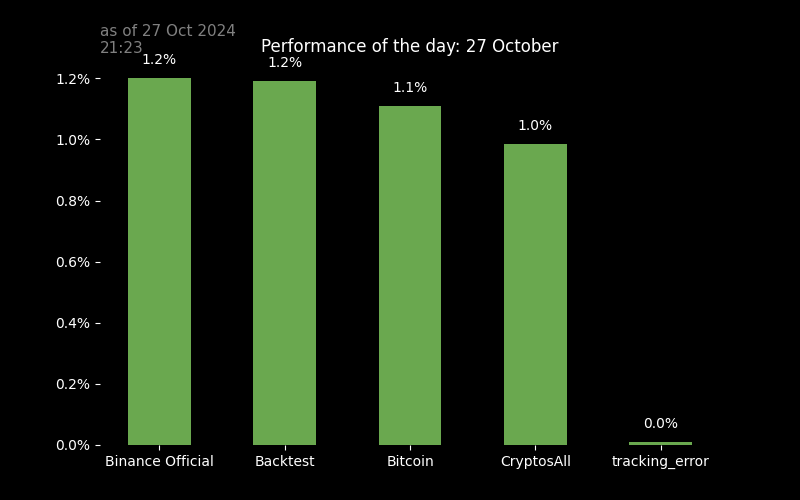 as of 27 Oct 2024
21:23
Performance of the day: 27 October
1.2%
1.2%
1.1%
1.0%
0.0%
1.2%
1.0%
0.8%
0.6%
0.4%
0.2%
0.0%
Binance Official
Backtest
Bitcoin
CryptosAll
tracking_error